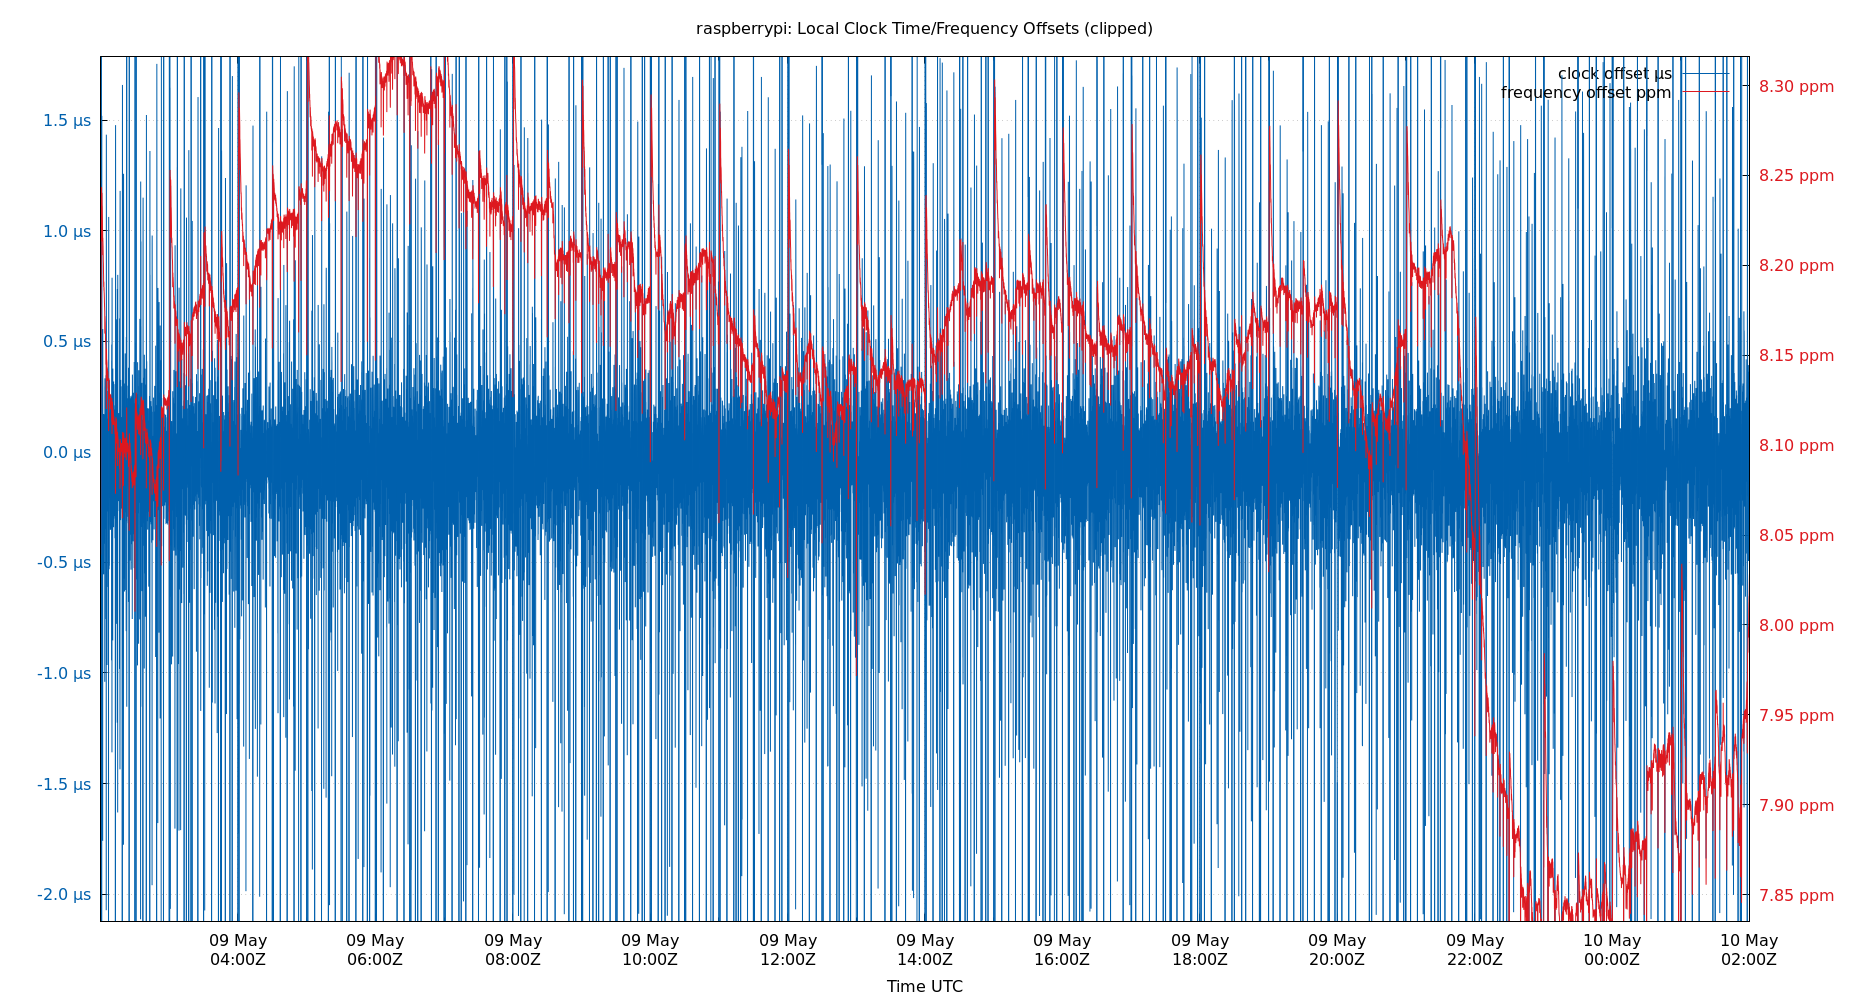 raspberrypi: Local Clock Time/Frequency Offsets (clipped)
clock offset µs
frequency offset ppm
1.5 µs
1.0 µs
0.5 µs
0.0 µs
-0.5 µs
-1.0 µs
-1.5 µs
-2.0 µs
8.30 ppm
8.25 ppm
8.20 ppm
8.15 ppm
8.10 ppm
8.05 ppm
8.00 ppm
7.95 ppm
7.90 ppm
7.85 ppm
09 May 09 May 09 May 09 May 09 May 09 May 09 May 09 May 09 May 09 May 10 May 10 May
04:00Z 06:00Z 08:00Z 10:00Z 12:00Z 14:00Z 16:00Z 18:00Z 20:00Z 22:00Z 00:00Z 02:00Z
Time UTC